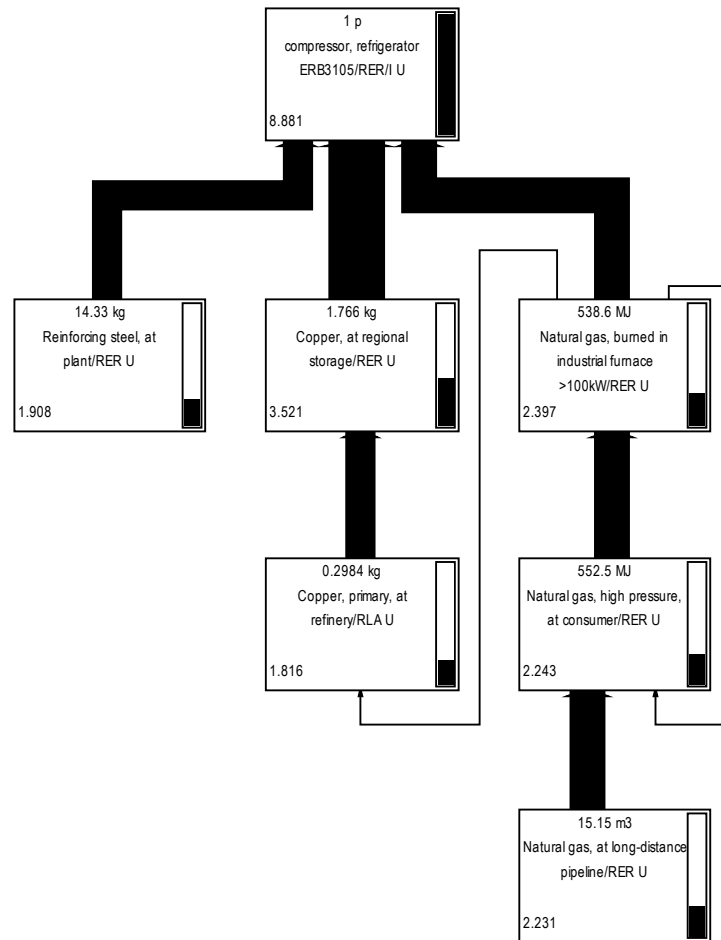 1 p
compressor, refrigerator
ERB3105/RER/I U
8.881
14.33 kg
Reinforcing steel, at
plant/RER U
1.908
1.766 kg
Copper, at regional
storage/RER U
3.521
538.6 MJ
Natural gas, burned in
industrial furnace
>100kW/RER U
2.397
0.2984 kg
Copper, primary, at
refinery/RLA U
1.816
552.5 MJ
Natural gas, high pressure,
at consumer/RER U
2.243
15.15 m3
Natural gas, at long-distance
pipeline/RER U
2.231